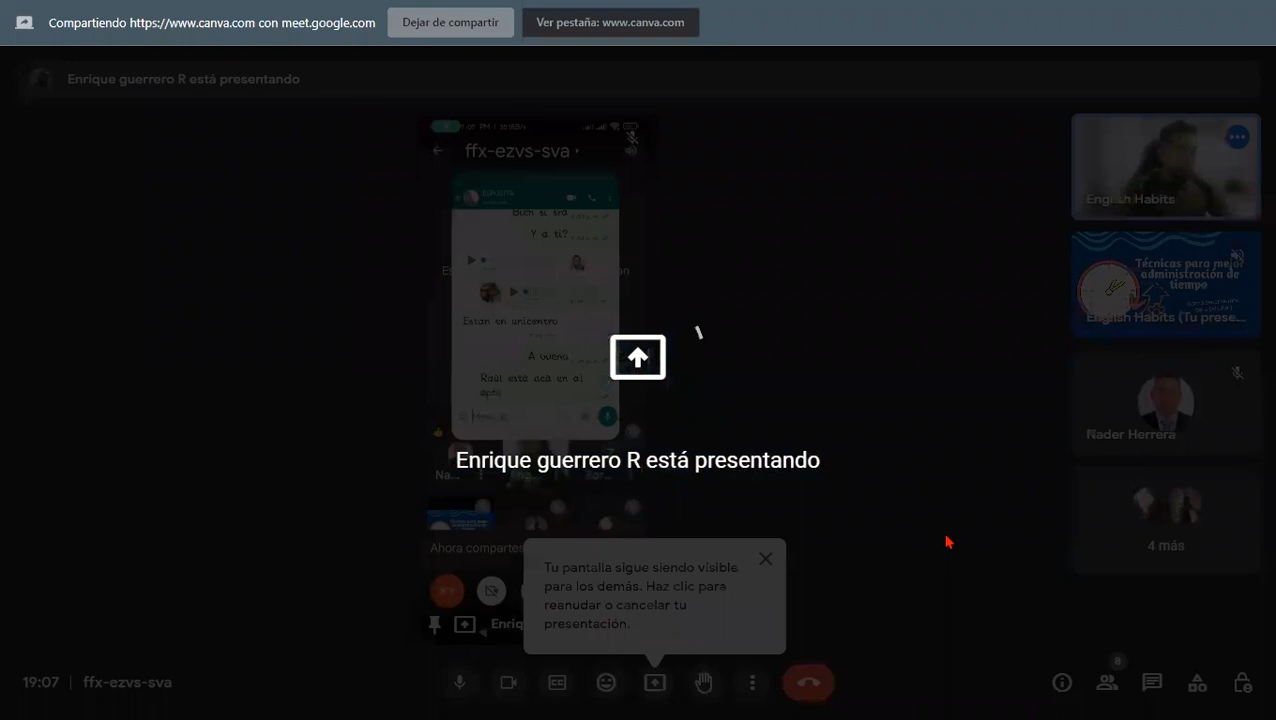 Compartiendo https://www.canva.com con meet.google.com
Dejar de compartir
Ver pestaña: www.canva.com
Enrique guerrero R está presentando
ffx-ezvs-sva
Y a ti?
Estan en unicentro
A bueno
Raúl está acá en al
apto
Enrique guerrero R está presentando
Ahora compartes
Tu pantalla sigue siendo visible
para los demás. Haz clic para
reanudar o cancelar tu
presentación.
English Habits
Técnicas para mejor
administración de
tiempo
English Habits (Tu prese...
Nader Herrera
4 más
19:07 | ffx-ezvs-sva
8